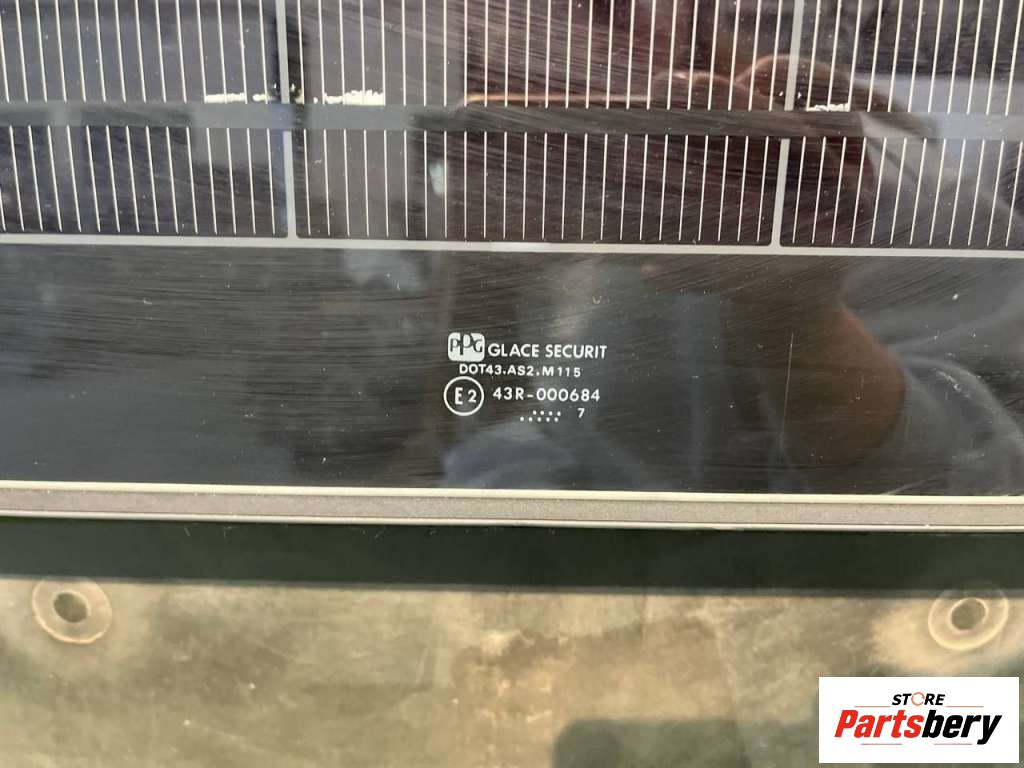 PPG GLACE SECURIT
DOT43.AS2.M115
E2 43R-000684
7
STORE
Partsbery